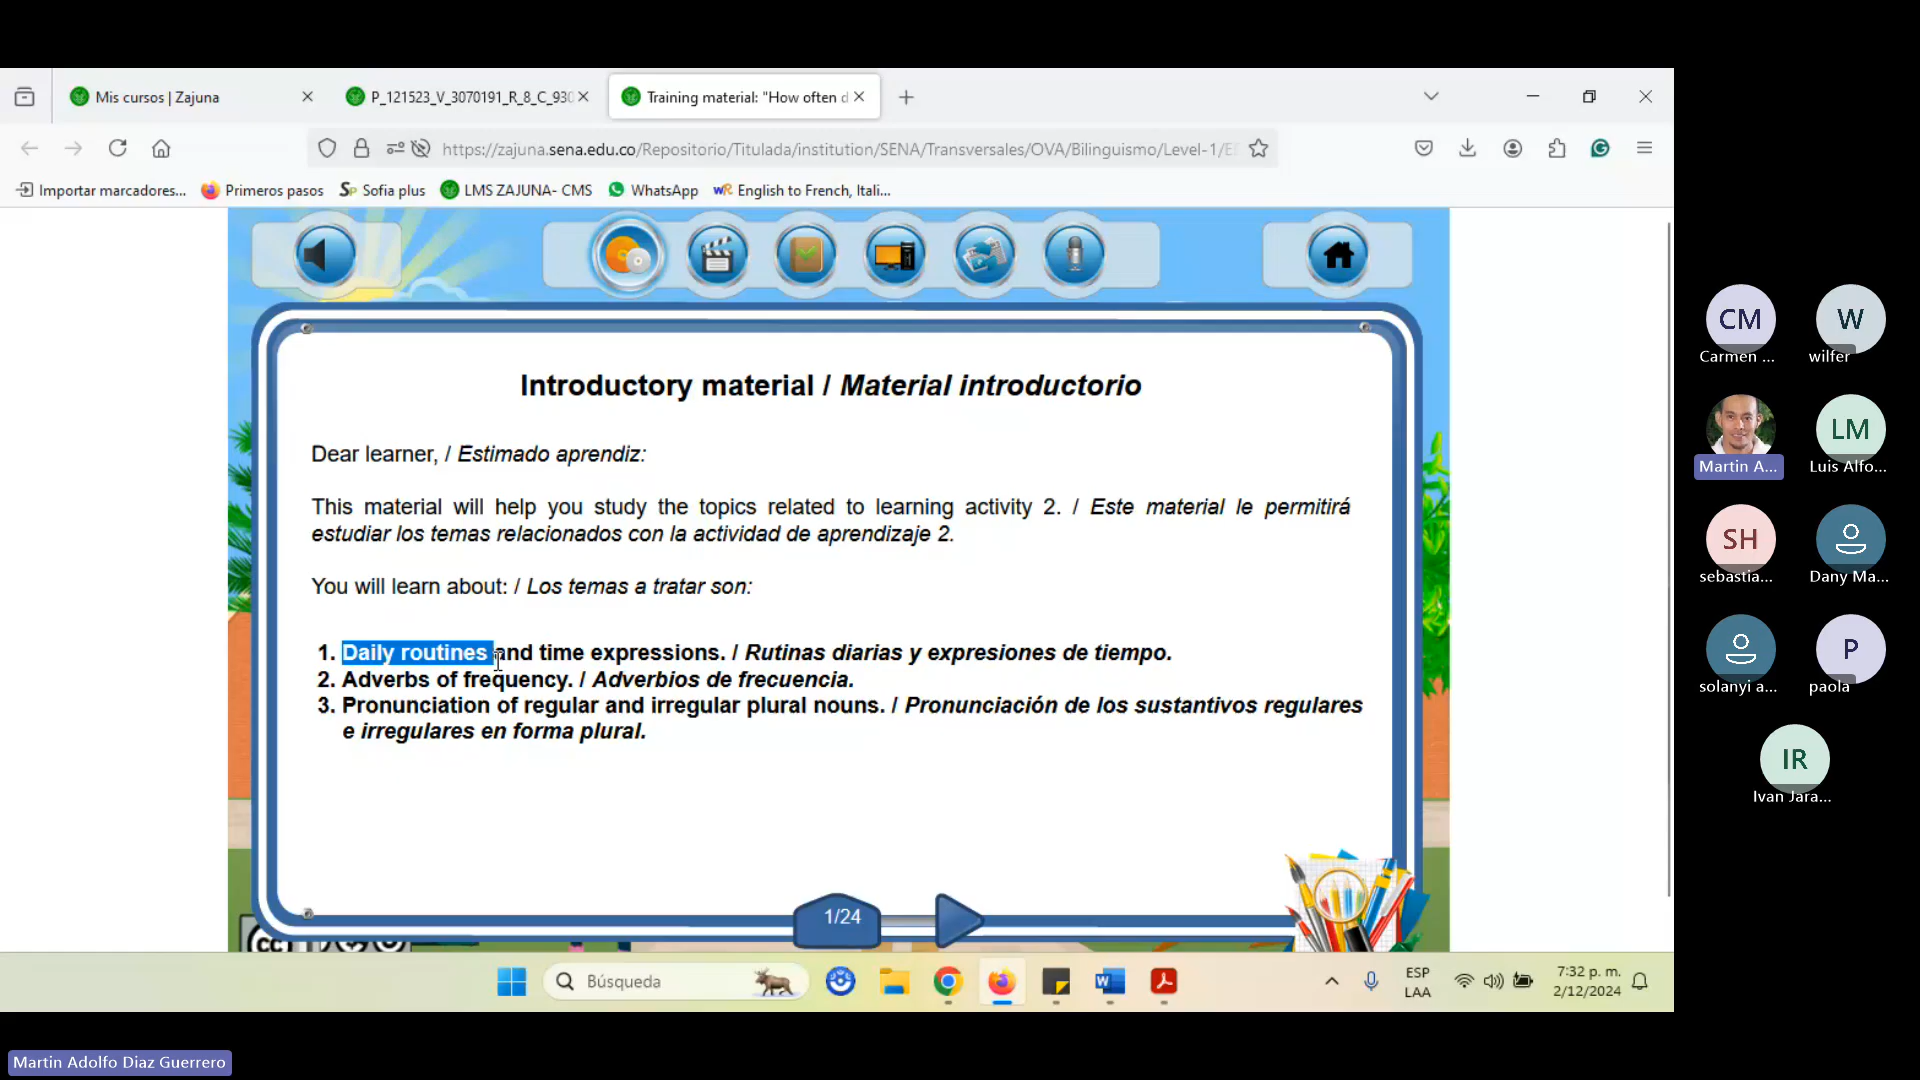 Mis cursos | Zajuna
P_121523_V_3070191_R_8_C_930
Training material: "How often d
https://zajuna.sena.edu.co/Repositorio/Titulada/institution/SENA/Transversales/OVA/Bilinguismo/Level-1/E
Importar marcadores...
Primeros pasos
Sofia plus
LMS ZAJUNA- CMS
WhatsApp
English to French, Itali...
Introductory material / Material introductorio
Dear learner, / Estimado aprendiz:
This material will help you study the topics related to learning activity 2. / Este material le permitirá
estudiar los temas relacionados con la actividad de aprendizaje 2.
You will learn about: / Los temas a tratar son:
1. Daily routines and time expressions. / Rutinas diarias y expresiones de tiempo.
2. Adverbs of frequency. / Adverbios de frecuencia.
3. Pronunciation of regular and irregular plural nouns. / Pronunciación de los sustantivos regulares
e irregulares en forma plural.
1/24
cc
Búsqueda
ESP
LAA
7:32 p. m.
2/12/2024
CM
Carmen ...
W
wilfer
Martin A...
LM
Luis Alfo...
SH
sebastia...
Dany Ma...
solanyi a...
P
paola
IR
Ivan Jara...
Martin Adolfo Diaz Guerrero